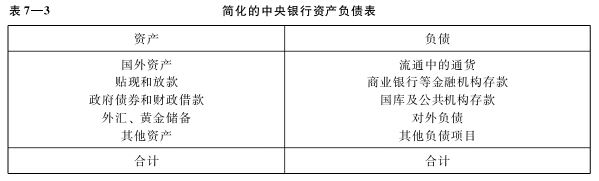 表 7—3 简化的中央银行资产负债表
资产 负债
国外资产 流通中的通货
贴现和放款 商业银行等金融机构存款
政府债券和财政借款 国库及公共机构存款
外汇、黄金储备 对外负债
其他资产 其他负债项目
合计 合计